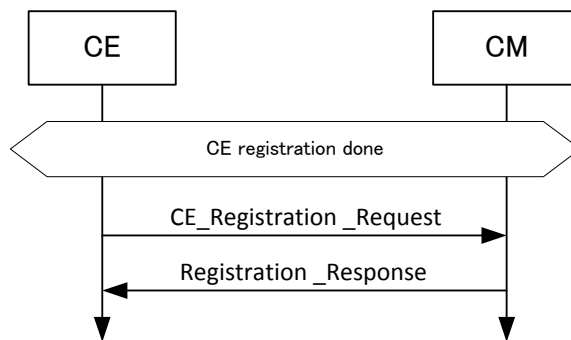 CE
CM
CE registration done
CE_Registration _Request
Registration _Response